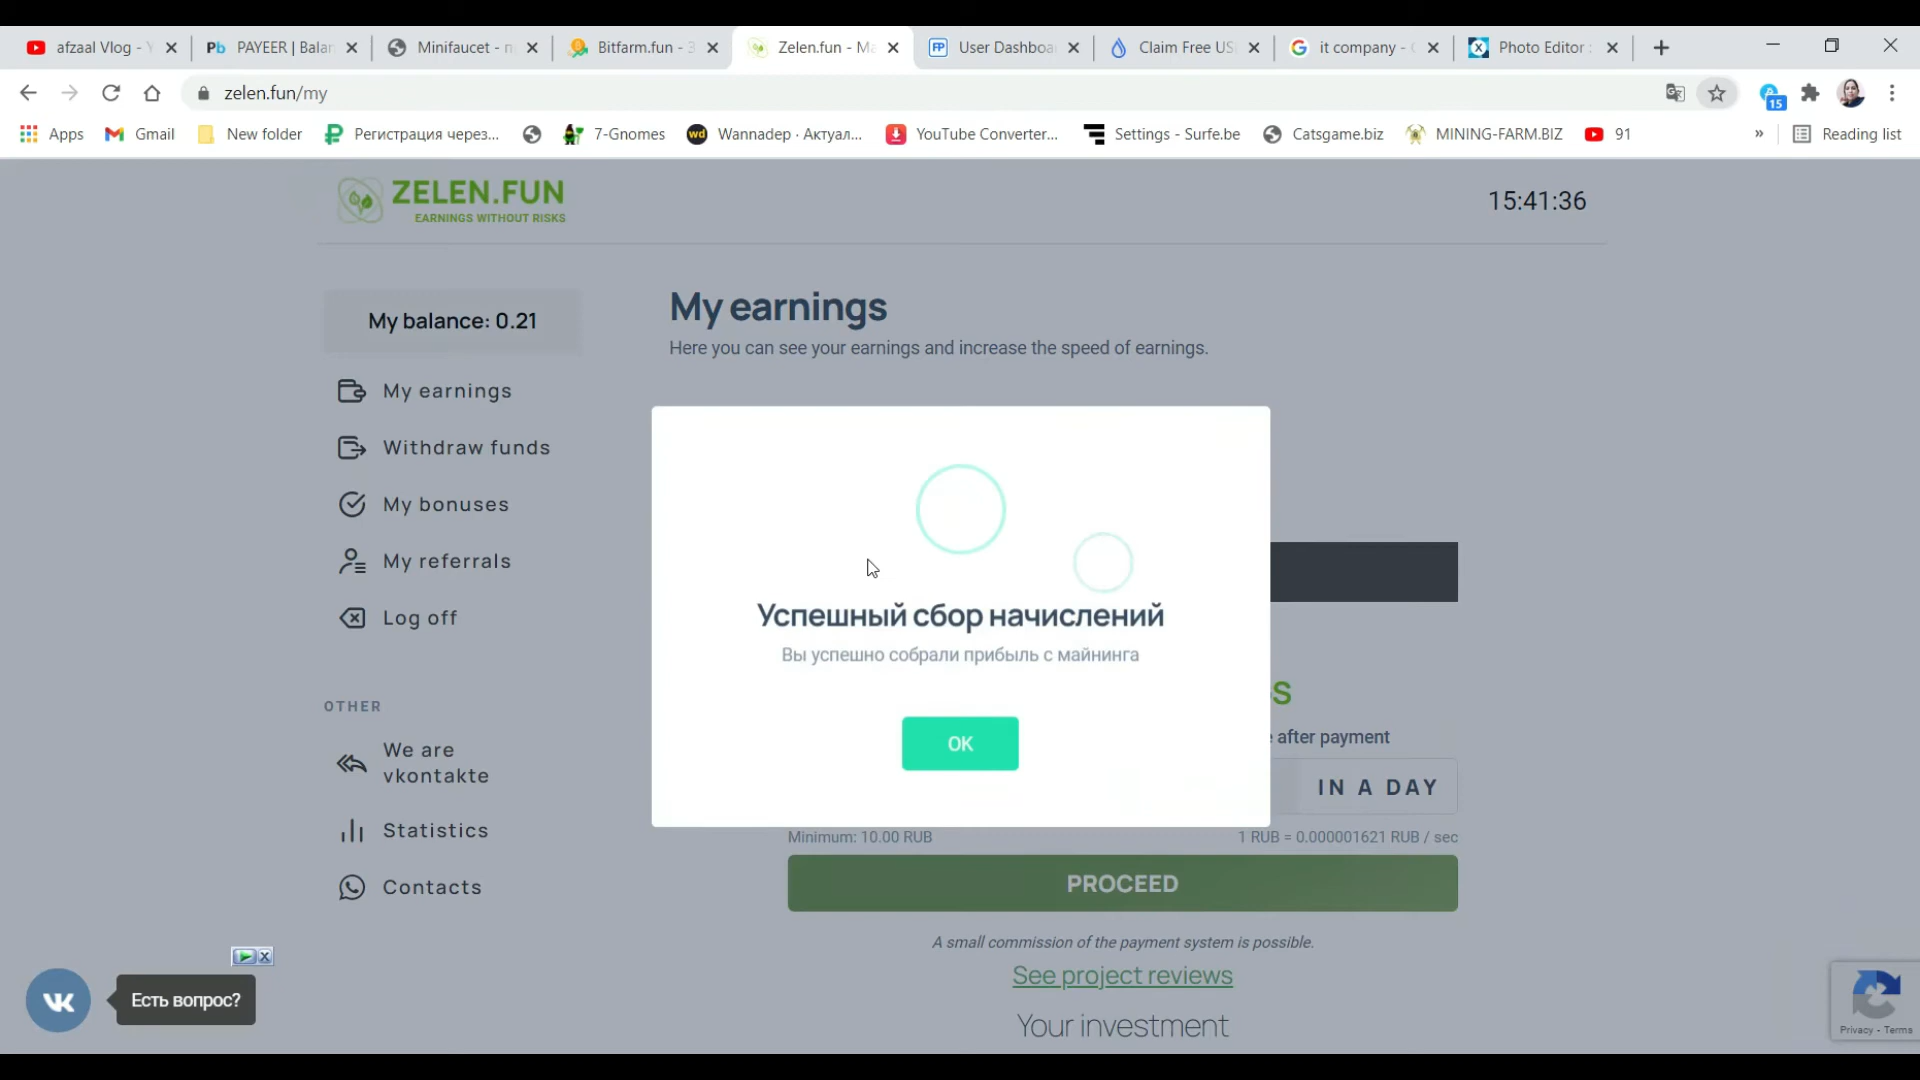 afzaal Vlog - Y
PAYEER | Balan
Minifaucet - m
Bitfarm.fun - З
Zelen.fun - Ma
FP
User Dashboa
Claim Free US
it company - G
Photo Editor :
zelen.fun/my
15
Apps
Gmail
New folder
Регистрация через...
7-Gnomes
wd
Wannadep · Актуал...
YouTube Converter...
Settings - Surfe.be
Catsgame.biz
MINING-FARM.BIZ
91
»
Reading list
ZELEN.FUN
EARNINGS WITHOUT RISKS
15:41:36
My balance: 0.21
My earnings
Withdraw funds
My bonuses
My referrals
Log off
OTHER
We are
vkontakte
Statistics
Contacts
My earnings
Here you can see your earnings and increase the speed of earnings.
Успешный сбор начислений
Вы успешно собрали прибыль с майнинга
OK
S
e after payment
IN A DAY
Minimum: 10.00 RUB
1 RUB = 0.000001621 RUB / sec
PROCEED
A small commission of the payment system is possible.
See project reviews
Your investment
Есть вопрос?
Privacy - Terms